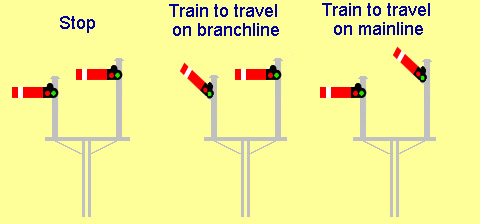 Stop
Train to travel
on branchline
Train to travel
on mainline